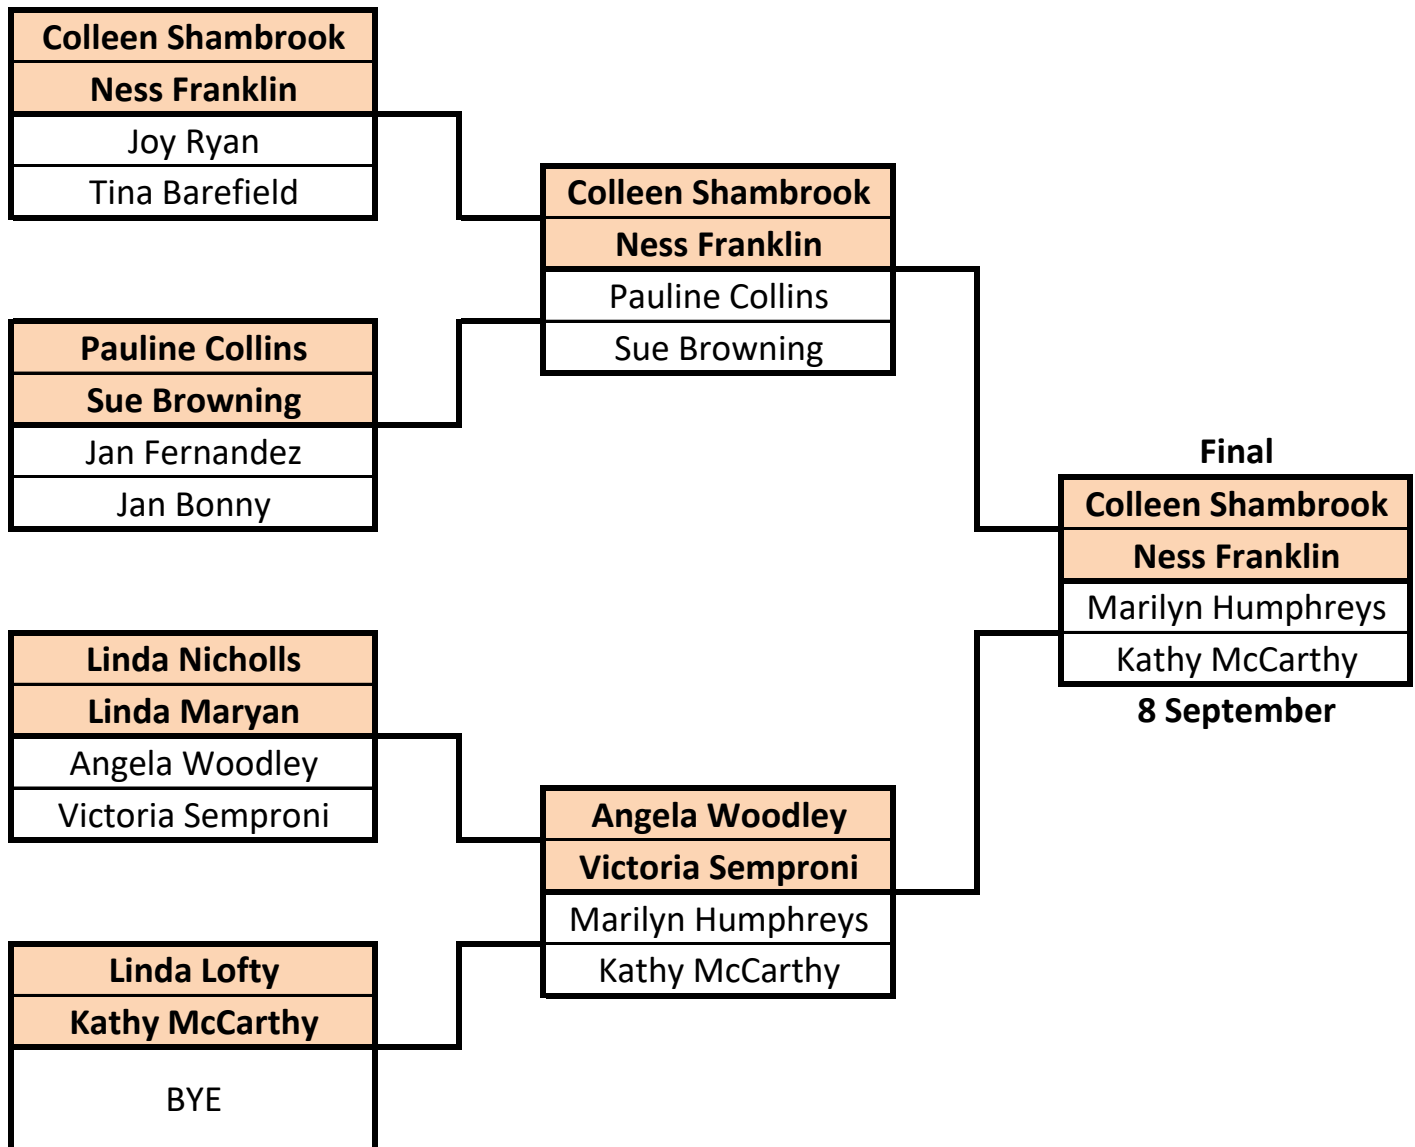 Colleen Shambrook
Ness Franklin
Joy Ryan
Tina Barefield
Pauline Collins
Sue Browning
Jan Fernandez
Jan Bonny
Linda Nicholls
Linda Maryan
Angela Woodley
Victoria Semproni
Linda Lofty
Kathy McCarthy
BYE
Colleen Shambrook
Ness Franklin
Pauline Collins
Sue Browning
Angela Woodley
Victoria Semproni
Marilyn Humphreys
Kathy McCarthy
Final
Colleen Shambrook
Ness Franklin
Marilyn Humphreys
Kathy McCarthy
8 September